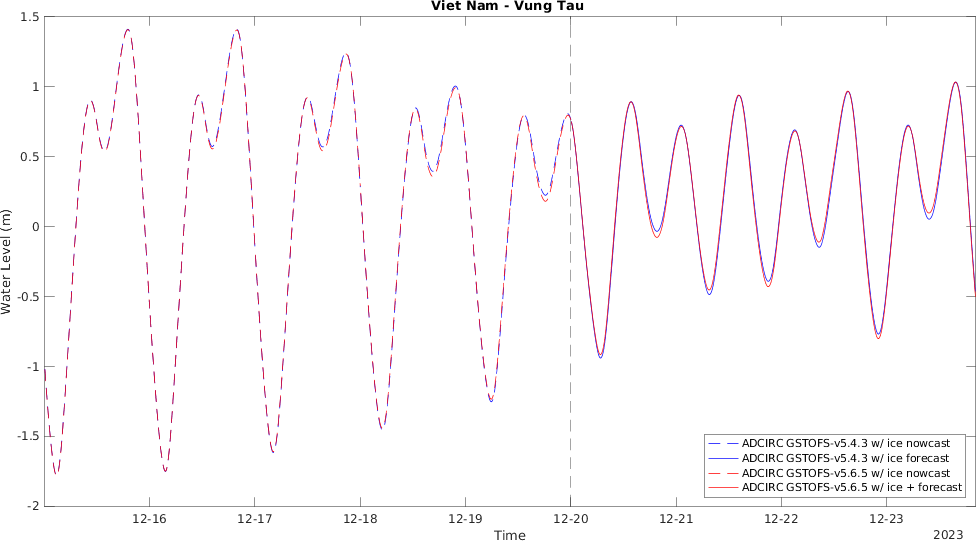 Viet Nam - Vung Tau
Water Level (m)
1.5
1
0.5
0
-0.5
-1
-1.5
-2
12-16
12-17
12-18
12-19
12-20
12-21
12-22
12-23
Time
2023
ADCIRC GSTOFS-v5.4.3 w/ ice nowcast
ADCIRC GSTOFS-v5.4.3 w/ ice forecast
ADCIRC GSTOFS-v5.6.5 w/ ice nowcast
ADCIRC GSTOFS-v5.6.5 w/ ice + forecast